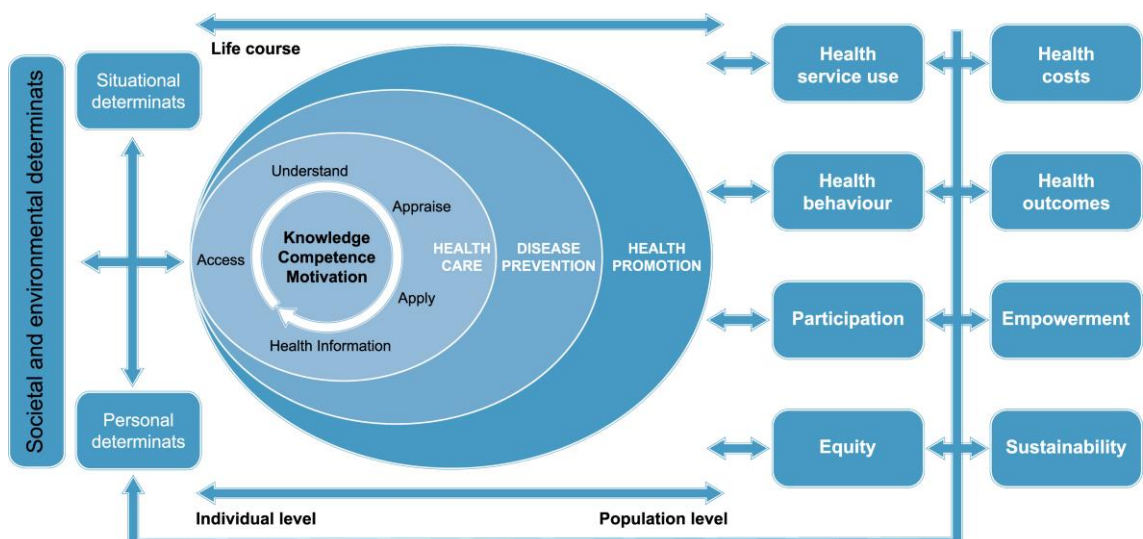 Life course
Societal and environmental determinats
Situational
determinats
Personal
determinats
Understand
Appraise
Access
Knowledge
Competence
Motivation
Apply
Health Information
HEALTH
CARE
DISEASE
PREVENTION
HEALTH
PROMOTION
Individual level
Population level
Health
service use
Health
costs
Health
behaviour
Health
outcomes
Participation
Empowerment
Equity
Sustainability